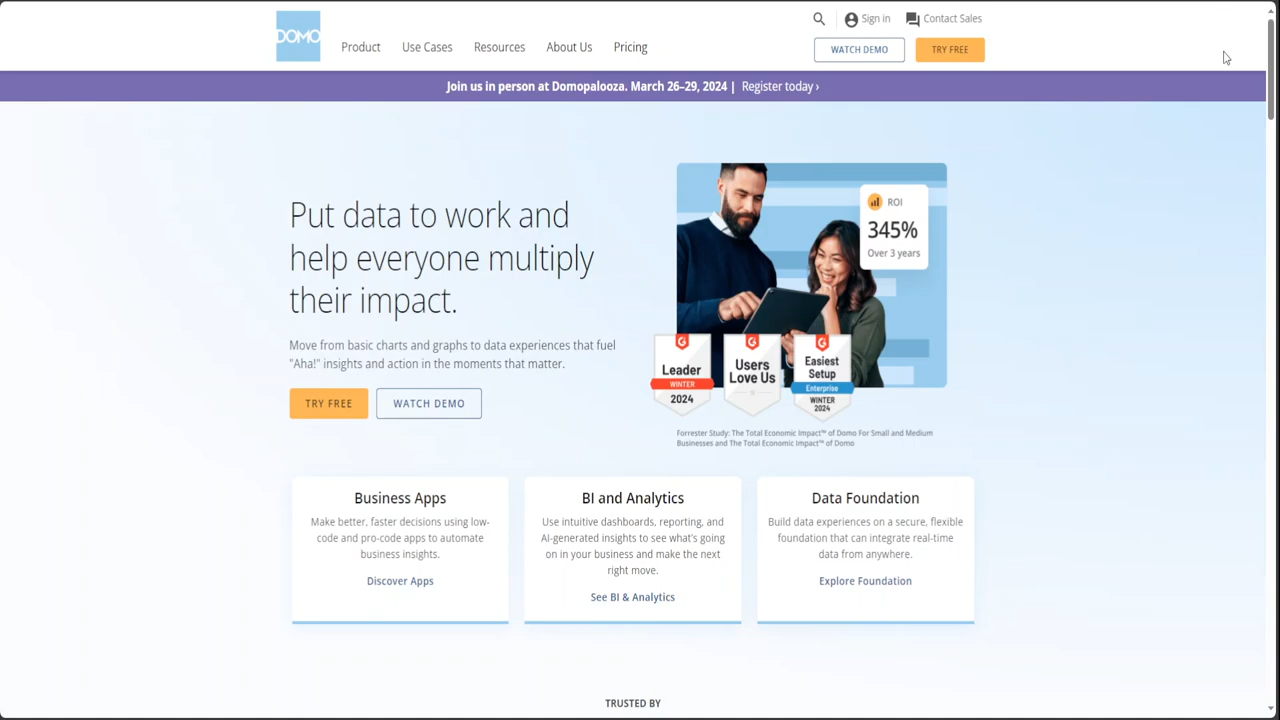 DOMO
Sign in
Contact Sales
Product
Use Cases
Resources
About Us
Pricing
WATCH DEMO
TRY FREE
Join us in person at Domopalooza. March 26–29, 2024 | Register today ›
Put data to work and
help everyone multiply
their impact.
Move from basic charts and graphs to data experiences that fuel
"Aha!" insights and action in the moments that matter.
TRY FREE
WATCH DEMO
ROI
345%
Over 3 years
Leader
WINTER
2024
Users
Love Us
Easiest
Setup
Enterprise
WINTER
2024
Forrester Study: The Total Economic Impact™ of Domo For Small and Medium
Businesses and The Total Economic Impact™ of Domo
Business Apps
Make better, faster decisions using low-
code and pro-code apps to automate
business insights.
Discover Apps
BI and Analytics
Use intuitive dashboards, reporting, and
AI-generated insights to see what's going
on in your business and make the next
right move.
See BI & Analytics
Data Foundation
Build data experiences on a secure, flexible
foundation that can integrate real-time
data from anywhere.
Explore Foundation
TRUSTED BY